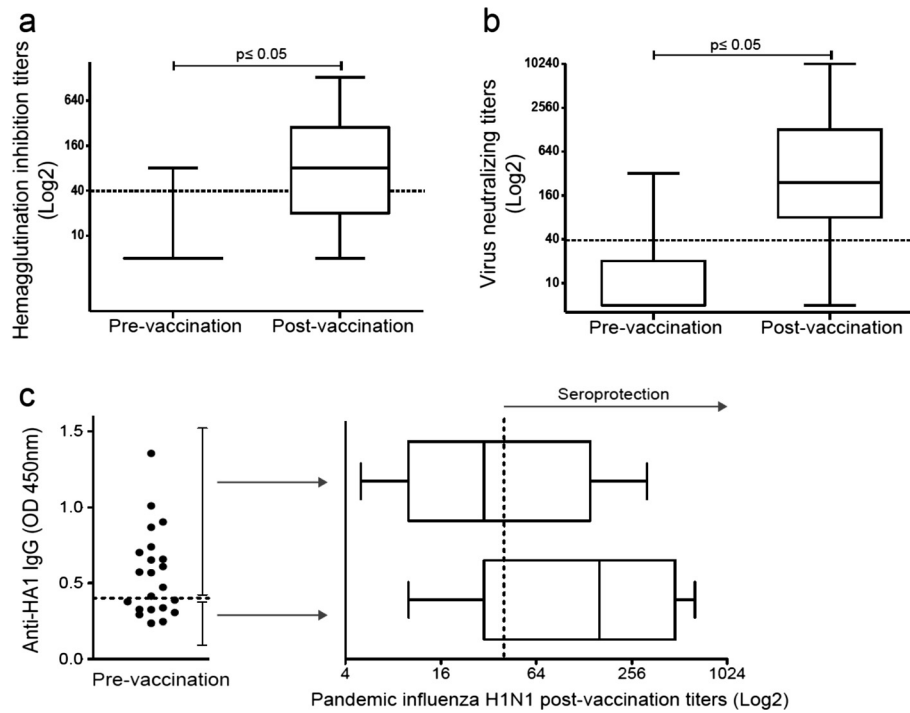 a
Hemagglutination inhibition titers
(Log2)
p≤ 0.05
640
160
40
10
Pre-vaccination
Post-vaccination
b
Virus neutralizing titers
(Log2)
p≤ 0.05
10240
2560
640
160
40
10
Pre-vaccination
Post-vaccination
c
Anti-HA1 IgG (OD 450nm)
1.5
1.0
0.5
0.0
Pre-vaccination
Seroprotection
4
16
64
256
1024
Pandemic influenza H1N1 post-vaccination titers (Log2)